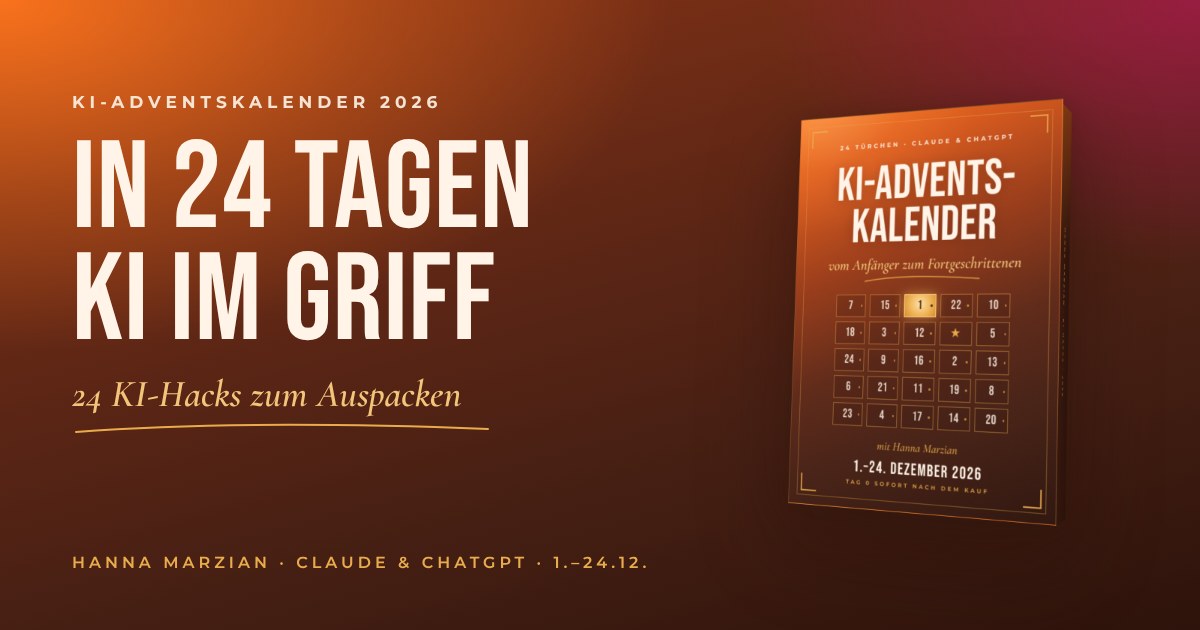 KI-ADVENTSKALENDER 2026
IN 24 TAGEN
KI IM GRIFF
24 KI-Hacks zum Auspacken
HANNA MARZIAN · CLAUDE & CHATGPT · 1.–24.12.
24 TÜRCHEN · CLAUDE & CHATGPT
KI-ADVENTS-
KALENDER
vom Anfänger zum Fortgeschrittenen
7 15 1 22 10
18 3 12 ★ 5
24 9 16 2 13
6 21 11 19 8
23 4 17 14 20
mit Hanna Marzian
1.-24. DEZEMBER 2026
TAG 0 SOFORT NACH DEM KAUF